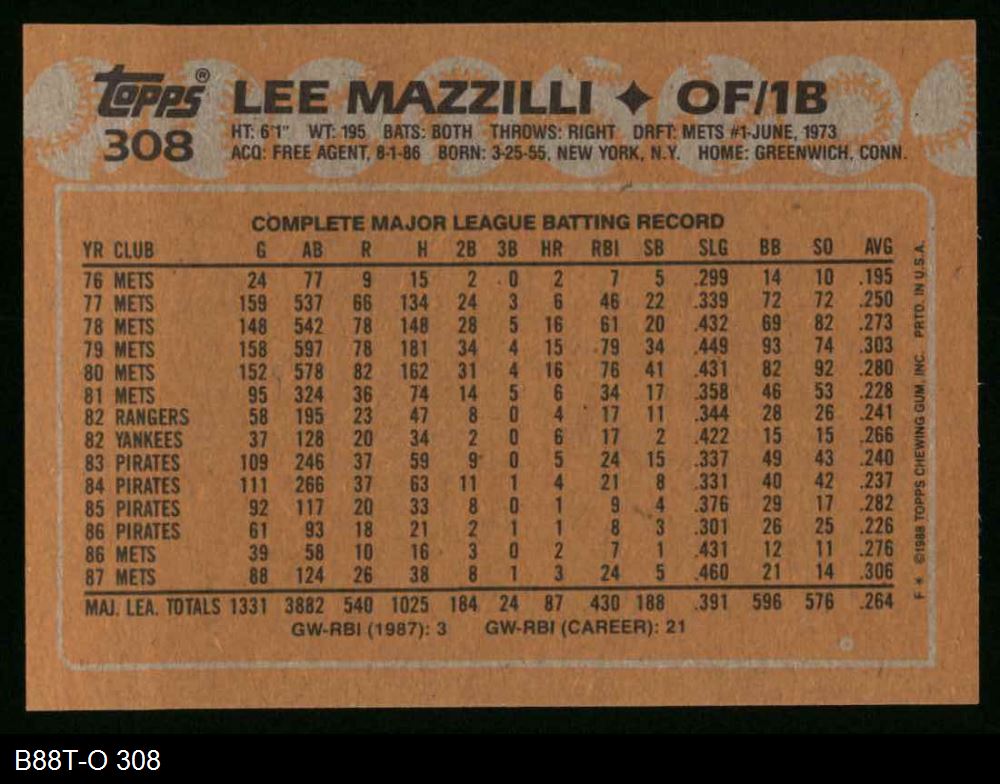 Topps® LEE MAZZILLI ✦ OF/1B
308 HT: 6'1" WT: 195 BATS: BOTH THROWS: RIGHT DRFT: METS #1-JUNE, 1973
ACQ: FREE AGENT, 8-1-86 BORN: 3-25-55, NEW YORK, N.Y. HOME: GREENWICH, CONN.
COMPLETE MAJOR LEAGUE BATTING RECORD
YR CLUB G AB R H 2B 3B HR RBI SB SLG BB SO AVG
76 METS 24 77 9 15 2 0 2 7 5 .299 14 10 .195
77 METS 159 537 66 134 24 3 6 46 22 .339 72 72 .250
78 METS 148 542 78 148 28 5 16 61 20 .432 69 82 .273
79 METS 158 597 78 181 34 4 15 79 34 .449 93 74 .303
80 METS 152 578 82 162 31 4 16 76 41 .431 82 92 .280
81 METS 95 324 36 74 14 5 6 34 17 .358 46 53 .228
82 RANGERS 58 195 23 47 8 0 4 17 11 .344 28 26 .241
82 YANKEES 37 128 20 34 2 0 6 17 2 .422 15 15 .266
83 PIRATES 109 246 37 59 9 0 5 24 15 .337 49 43 .240
84 PIRATES 111 266 37 63 11 1 4 21 8 .331 40 42 .237
85 PIRATES 92 117 20 33 8 0 1 9 4 .376 29 17 .282
86 PIRATES 61 93 18 21 2 1 1 8 3 .301 26 25 .226
86 METS 39 58 10 16 3 0 2 7 1 .431 12 11 .276
87 METS 88 124 26 38 8 1 3 24 5 .460 21 14 .306
MAJ. LEA. TOTALS 1331 3882 540 1025 184 24 87 430 188 .391 596 576 .264
GW-RBI (1987): 3 GW-RBI (CAREER): 21
F * ©1988 TOPPS CHEWING GUM, INC. PRTD. IN U.S.A.
B88T-O 308